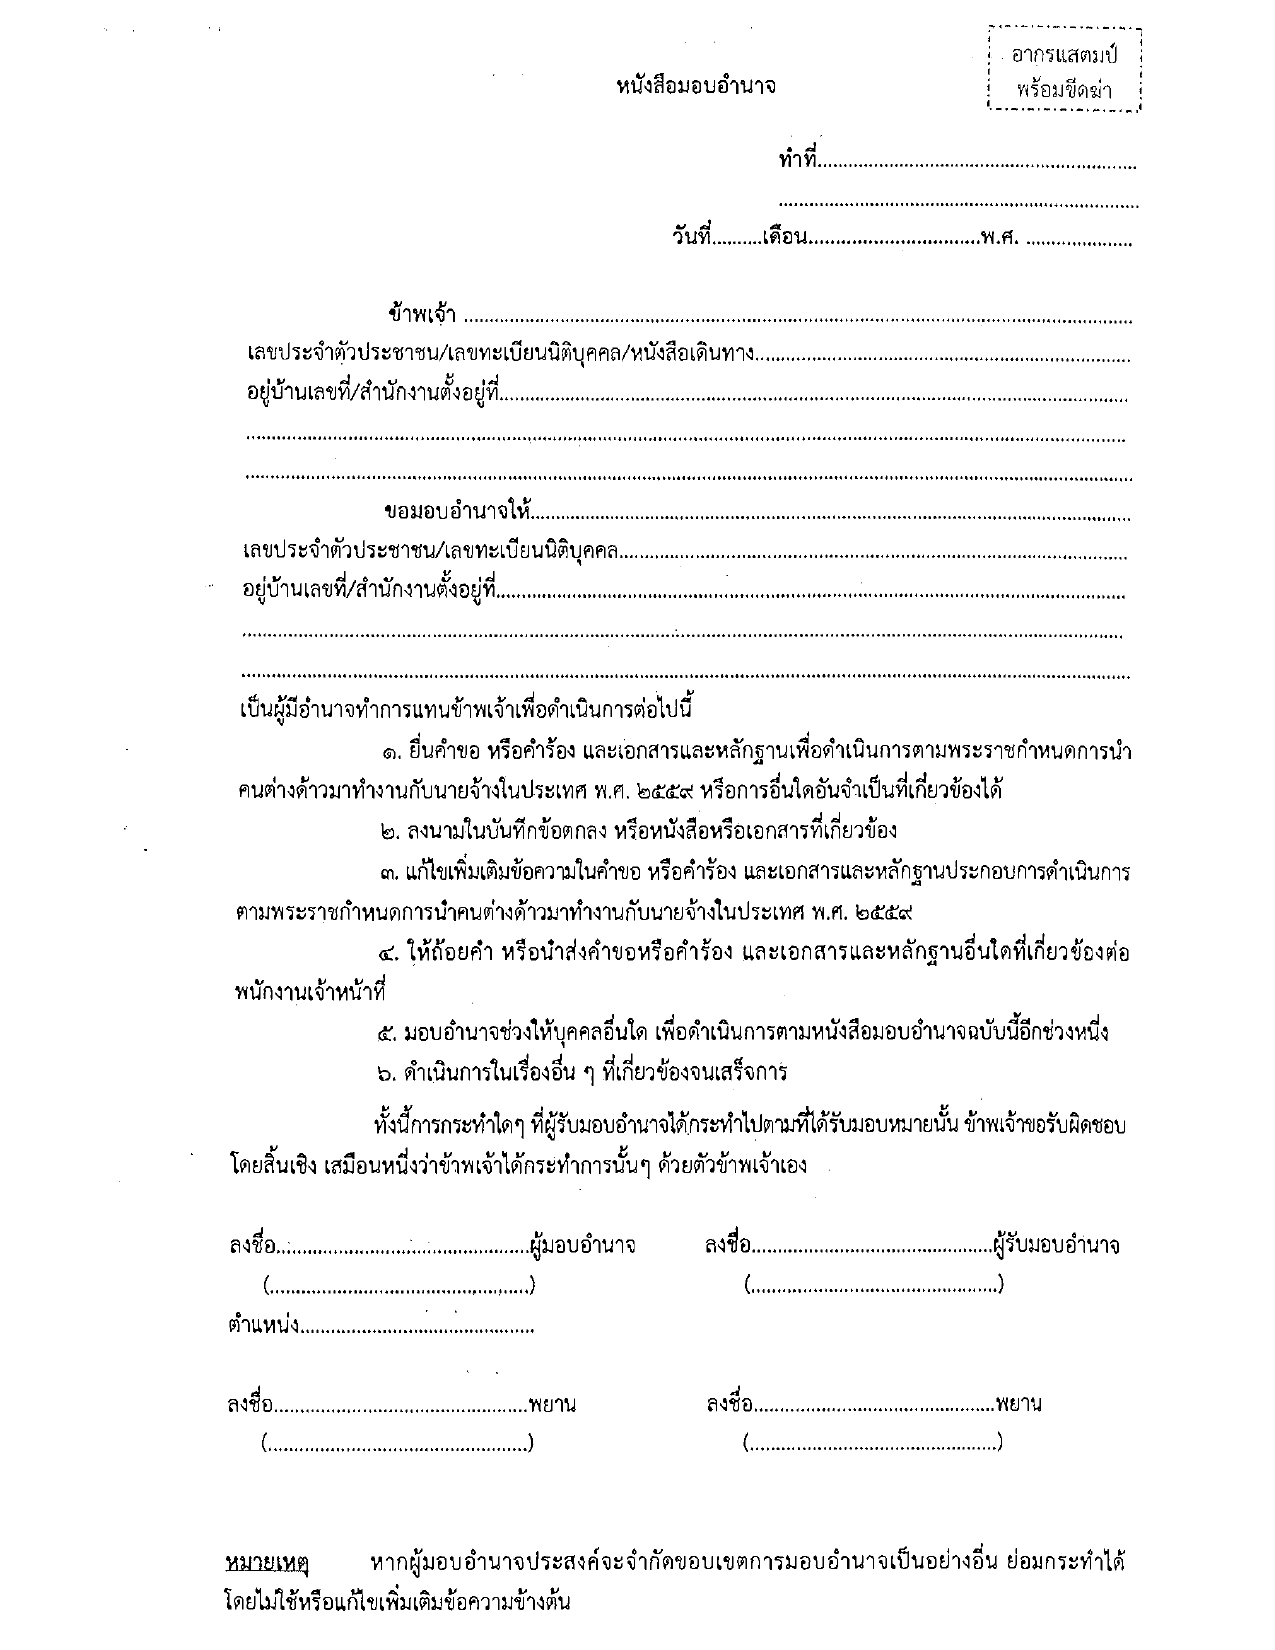 อากรแสตมป์
พร้อมขีดฆ่า
หนังสือมอบอำนาจ
ทำที่................................................................
........................................................................
วันที่..........เดือน..................................พ.ศ. .....................
ข้าพเจ้า ......................................................................................................................................
เลขประจำตัวประชาชน/เลขทะเบียนนิติบุคคล/หนังสือเดินทาง...........................................................................
อยู่บ้านเลขที่/สำนักงานตั้งอยู่ที่..............................................................................................................................
................................................................................................................................................................................
................................................................................................................................................................................
ขอมอบอำนาจให้........................................................................................................................
เลขประจำตัวประชาชน/เลขทะเบียนนิติบุคคล......................................................................................................
อยู่บ้านเลขที่/สำนักงานตั้งอยู่ที่..............................................................................................................................
................................................................................................................................................................................
................................................................................................................................................................................
เป็นผู้มีอำนาจทำการแทนข้าพเจ้าเพื่อดำเนินการต่อไปนี้
๑. ยื่นคำขอ หรือคำร้อง และเอกสารและหลักฐานเพื่อดำเนินการตามพระราชกำหนดการนำ
คนต่างด้าวมาทำงานกับนายจ้างในประเทศ พ.ศ. ๒๕๕๙ หรือการอื่นใดอันจำเป็นที่เกี่ยวข้องได้
๒. ลงนามในบันทึกข้อตกลง หรือหนังสือหรือเอกสารที่เกี่ยวข้อง
๓. แก้ไขเพิ่มเติมข้อความในคำขอ หรือคำร้อง และเอกสารและหลักฐานประกอบการดำเนินการ
ตามพระราชกำหนดการนำคนต่างด้าวมาทำงานกับนายจ้างในประเทศ พ.ศ. ๒๕๕๙
๔. ให้ถ้อยคำ หรือนำส่งคำขอหรือคำร้อง และเอกสารและหลักฐานอื่นใดที่เกี่ยวข้องต่อ
พนักงานเจ้าหน้าที่
๕. มอบอำนาจช่วงให้บุคคลอื่นใด เพื่อดำเนินการตามหนังสือมอบอำนาจฉบับนี้อีกช่วงหนึ่ง
๖. ดำเนินการในเรื่องอื่น ๆ ที่เกี่ยวข้องจนเสร็จการ
ทั้งนี้การกระทำใดๆ ที่ผู้รับมอบอำนาจได้กระทำไปตามที่ได้รับมอบหมายนั้น ข้าพเจ้าขอรับผิดชอบ
โดยสิ้นเชิง เสมือนหนึ่งว่าข้าพเจ้าได้กระทำการนั้นๆ ด้วยตัวข้าพเจ้าเอง
ลงชื่อ..................................................ผู้มอบอำนาจ ลงชื่อ................................................ผู้รับมอบอำนาจ
(....................................................) (.................................................)
ตำแหน่ง..............................................
ลงชื่อ..................................................พยาน ลงชื่อ................................................พยาน
(....................................................) (.................................................)
หมายเหตุ หากผู้มอบอำนาจประสงค์จะจำกัดขอบเขตการมอบอำนาจเป็นอย่างอื่น ย่อมกระทำได้
โดยไม่ใช้หรือแก้ไขเพิ่มเติมข้อความข้างต้น